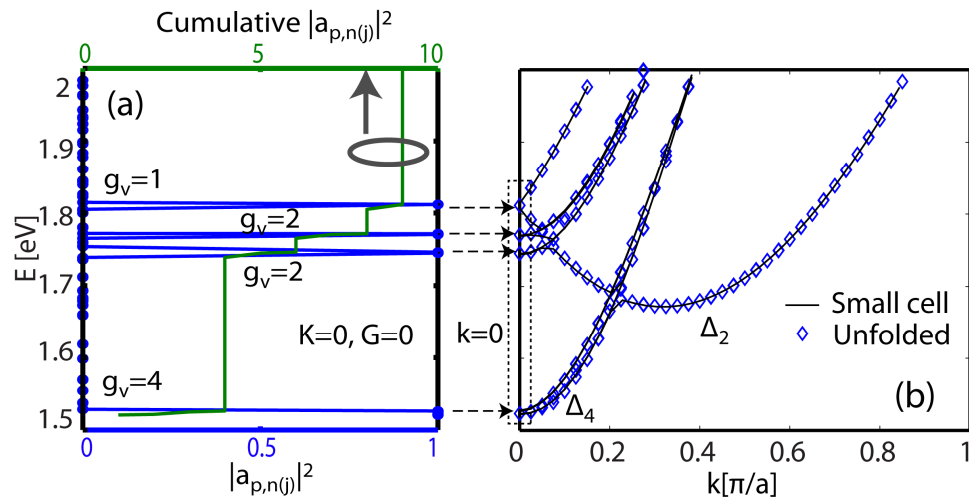 Cumulative |a_{p,n(j)}|^2
0 5 10
(a)
2
1.9
1.8
1.7
1.6
1.5
E [eV]
g_v=1
g_v=2
g_v=2
K=0, G=0
g_v=4
0 0.5 1
|a_{p,n(j)}|^2
k=0
Δ_2
Δ_4
Small cell
Unfolded
(b)
0 0.2 0.4 0.6 0.8 1
k[π/a]